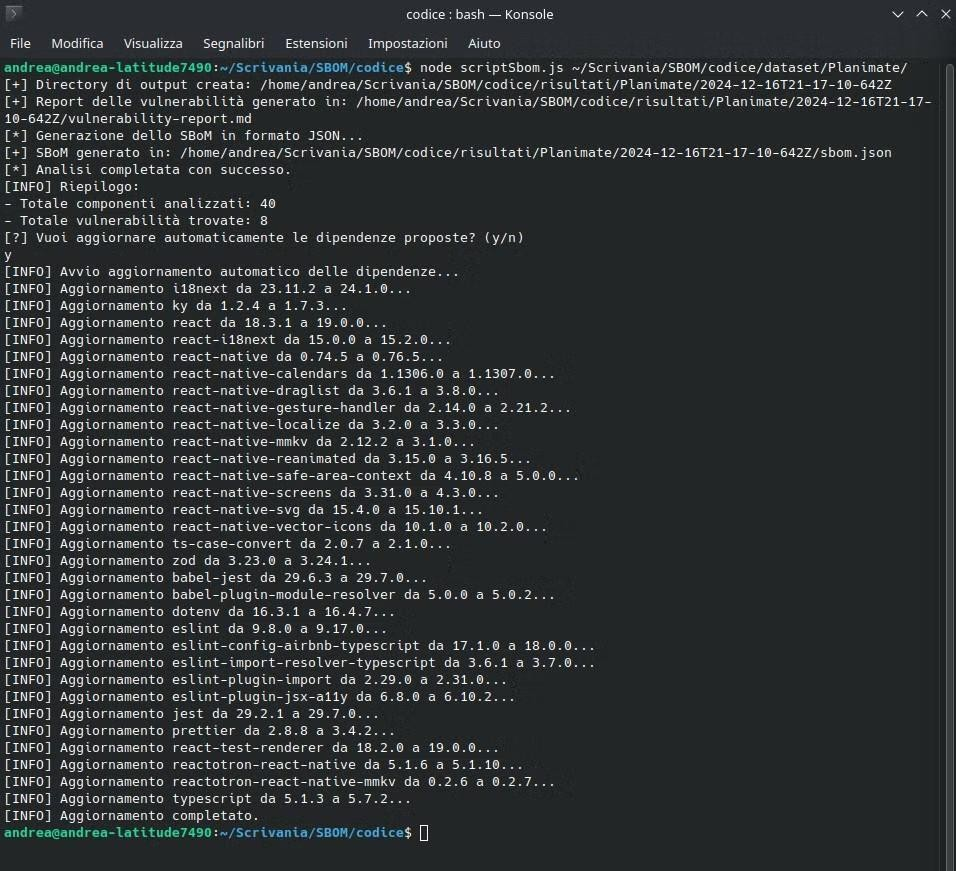 codice : bash — Konsole
File Modifica Visualizza Segnalibri Estensioni Impostazioni Aiuto
andrea@andrea-latitude7490:~/Scrivania/SBOM/codice$ node scriptSbom.js ~/Scrivania/SBOM/codice/dataset/Planimate/
[+] Directory di output creata: /home/andrea/Scrivania/SBOM/codice/risultati/Planimate/2024-12-16T21-17-10-642Z
[+] Report delle vulnerabilità generato in: /home/andrea/Scrivania/SBOM/codice/risultati/Planimate/2024-12-16T21-17-
10-642Z/vulnerability-report.md
[*] Generazione dello SBoM in formato JSON...
[+] SBoM generato in: /home/andrea/Scrivania/SBOM/codice/risultati/Planimate/2024-12-16T21-17-10-642Z/sbom.json
[*] Analisi completata con successo.
[INFO] Riepilogo:
- Totale componenti analizzati: 40
- Totale vulnerabilità trovate: 8
[?] Vuoi aggiornare automaticamente le dipendenze proposte? (y/n)
y
[INFO] Avvio aggiornamento automatico delle dipendenze...
[INFO] Aggiornamento i18next da 23.11.2 a 24.1.0...
[INFO] Aggiornamento ky da 1.2.4 a 1.7.3...
[INFO] Aggiornamento react da 18.3.1 a 19.0.0...
[INFO] Aggiornamento react-i18next da 15.0.0 a 15.2.0...
[INFO] Aggiornamento react-native da 0.74.5 a 0.76.5...
[INFO] Aggiornamento react-native-calendars da 1.1306.0 a 1.1307.0...
[INFO] Aggiornamento react-native-draglist da 3.6.1 a 3.8.0...
[INFO] Aggiornamento react-native-gesture-handler da 2.14.0 a 2.21.2...
[INFO] Aggiornamento react-native-localize da 3.2.0 a 3.3.0...
[INFO] Aggiornamento react-native-mmkv da 2.12.2 a 3.1.0...
[INFO] Aggiornamento react-native-reanimated da 3.15.0 a 3.16.5...
[INFO] Aggiornamento react-native-safe-area-context da 4.10.8 a 5.0.0...
[INFO] Aggiornamento react-native-screens da 3.31.0 a 4.3.0...
[INFO] Aggiornamento react-native-svg da 15.4.0 a 15.10.1...
[INFO] Aggiornamento react-native-vector-icons da 10.1.0 a 10.2.0...
[INFO] Aggiornamento ts-case-convert da 2.0.7 a 2.1.0...
[INFO] Aggiornamento zod da 3.23.0 a 3.24.1...
[INFO] Aggiornamento babel-jest da 29.6.3 a 29.7.0...
[INFO] Aggiornamento babel-plugin-module-resolver da 5.0.0 a 5.0.2...
[INFO] Aggiornamento dotenv da 16.3.1 a 16.4.7...
[INFO] Aggiornamento eslint da 9.8.0 a 9.17.0...
[INFO] Aggiornamento eslint-config-airbnb-typescript da 17.1.0 a 18.0.0...
[INFO] Aggiornamento eslint-import-resolver-typescript da 3.6.1 a 3.7.0...
[INFO] Aggiornamento eslint-plugin-import da 2.29.0 a 2.31.0...
[INFO] Aggiornamento eslint-plugin-jsx-a11y da 6.8.0 a 6.10.2...
[INFO] Aggiornamento jest da 29.2.1 a 29.7.0...
[INFO] Aggiornamento prettier da 2.8.8 a 3.4.2...
[INFO] Aggiornamento react-test-renderer da 18.2.0 a 19.0.0...
[INFO] Aggiornamento reactotron-react-native da 5.1.6 a 5.1.10...
[INFO] Aggiornamento reactotron-react-native-mmkv da 0.2.6 a 0.2.7...
[INFO] Aggiornamento typescript da 5.1.3 a 5.7.2...
[INFO] Aggiornamento completato.
andrea@andrea-latitude7490:~/Scrivania/SBOM/codice$